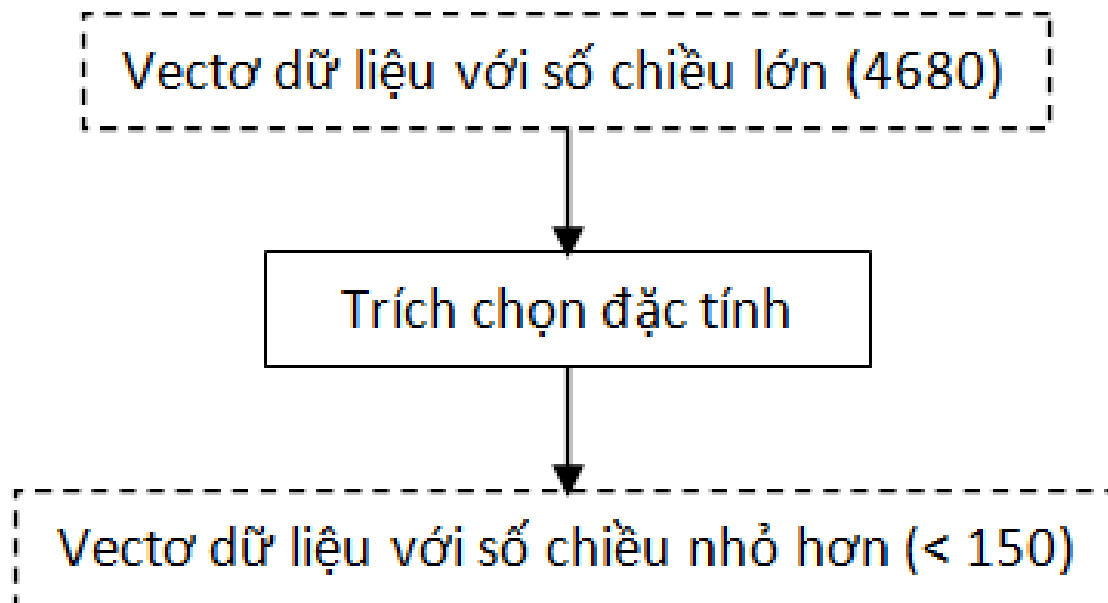 Vectơ dữ liệu với số chiều lớn (4680)
Trích chọn đặc tính
Vectơ dữ liệu với số chiều nhỏ hơn (< 150)